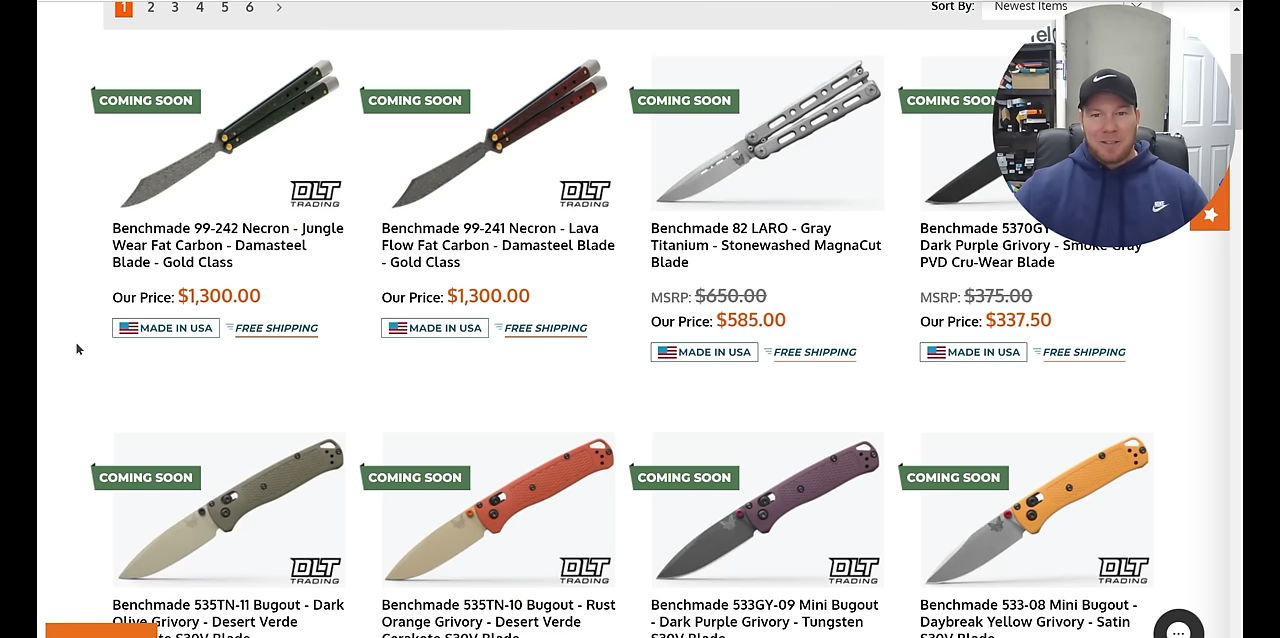 1 2 3 4 5 6 >
Sort By: Newest Items
COMING SOON
DLT
TRADING
Benchmade 99-242 Necron - Jungle
Wear Fat Carbon - Damasteel
Blade - Gold Class
Our Price: $1,300.00
MADE IN USA FREE SHIPPING
COMING SOON
DLT
TRADING
Benchmade 99-241 Necron - Lava
Flow Fat Carbon - Damasteel Blade
- Gold Class
Our Price: $1,300.00
MADE IN USA FREE SHIPPING
COMING SOON
Benchmade 82 LARO - Gray
Titanium - Stonewashed MagnaCut
Blade
MSRP: $650.00
Our Price: $585.00
MADE IN USA FREE SHIPPING
COMING SOON
Benchmade 5370GY
Dark Purple Grivory - Smoke Gray
PVD Cru-Wear Blade
MSRP: $375.00
Our Price: $337.50
MADE IN USA FREE SHIPPING
COMING SOON
DLT
TRADING
Benchmade 535TN-11 Bugout - Dark
Olive Grivory - Desert Verde
Cerakote S30V Blade
COMING SOON
DLT
TRADING
Benchmade 535TN-10 Bugout - Rust
Orange Grivory - Desert Verde
Cerakote S30V Blade
COMING SOON
DLT
TRADING
Benchmade 533GY-09 Mini Bugout
- Dark Purple Grivory - Tungsten
S30V Blade
COMING SOON
DLT
TRADING
Benchmade 533-08 Mini Bugout -
Daybreak Yellow Grivory - Satin
S30V Blade